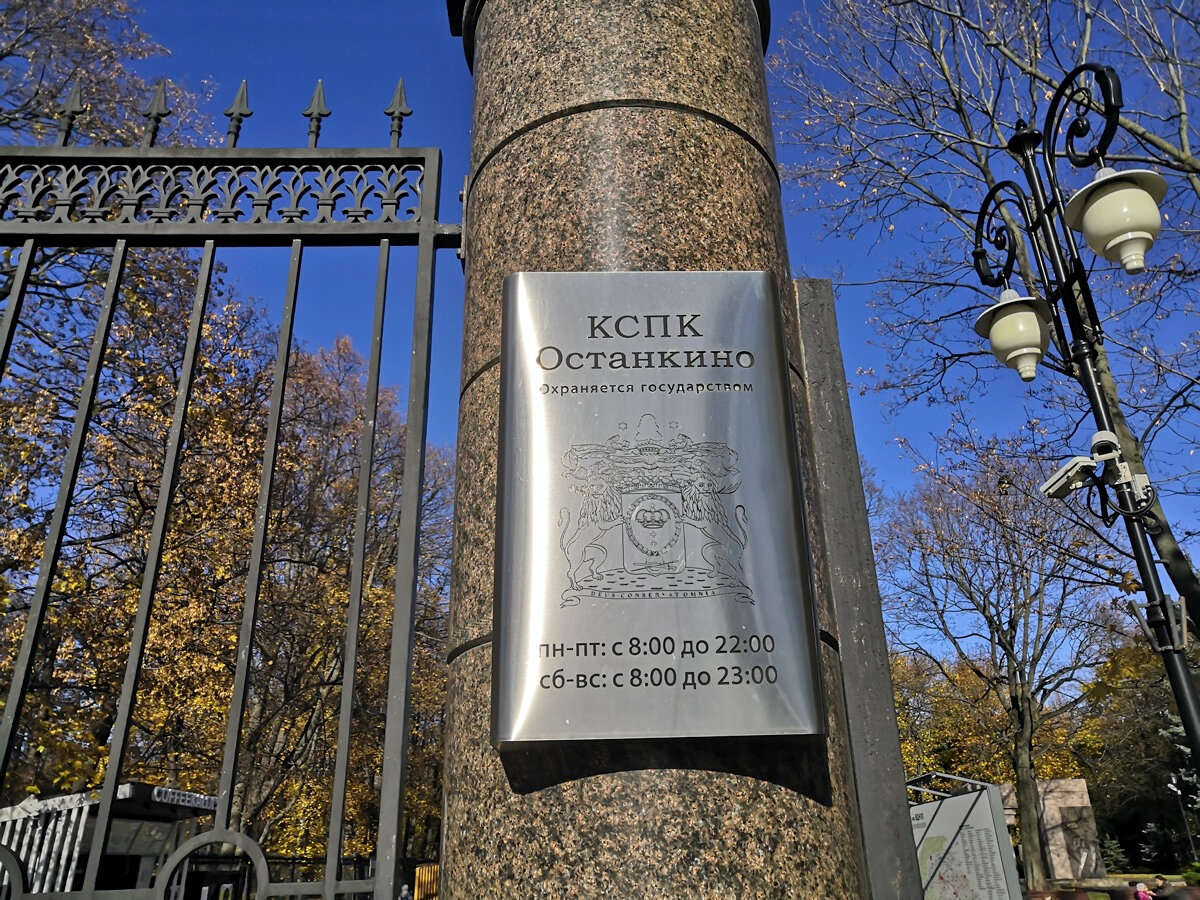 КСПК
Останкино
Охраняется государством
DEUS CONSERVAT OMNIA
пн-пт: с 8:00 до 22:00
сб-вс: с 8:00 до 23:00